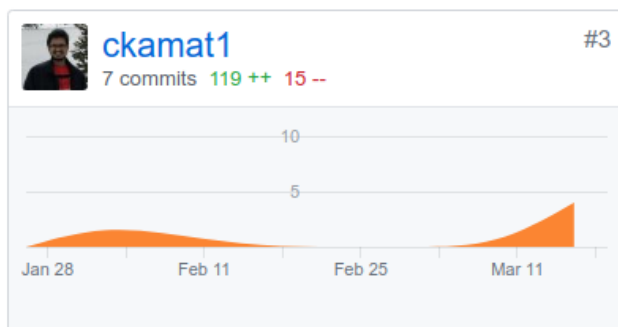 ckamat1 #3
7 commits 119 ++ 15 --
10
5
Jan 28 Feb 11 Feb 25 Mar 11